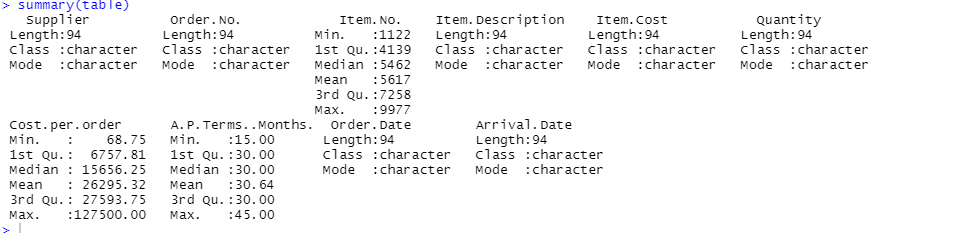 > summary(table)
Supplier Order.No. Item.No. Item.Description Item.Cost Quantity
Length:94 Length:94 Min. :1122 Length:94 Length:94 Length:94
Class :character Class :character 1st Qu.:4139 Class :character Class :character Class :character
Mode :character Mode :character Median :5462 Mode :character Mode :character Mode :character
Mean :5617
3rd Qu.:7258
Max. :9977
Cost.per.order A.P.Terms..Months. Order.Date Arrival.Date
Min. : 68.75 Min. :15.00 Length:94 Length:94
1st Qu.: 6757.81 1st Qu.:30.00 Class :character Class :character
Median : 15656.25 Median :30.00 Mode :character Mode :character
Mean : 26295.32 Mean :30.64
3rd Qu.: 27593.75 3rd Qu.:30.00
Max. :127500.00 Max. :45.00
>